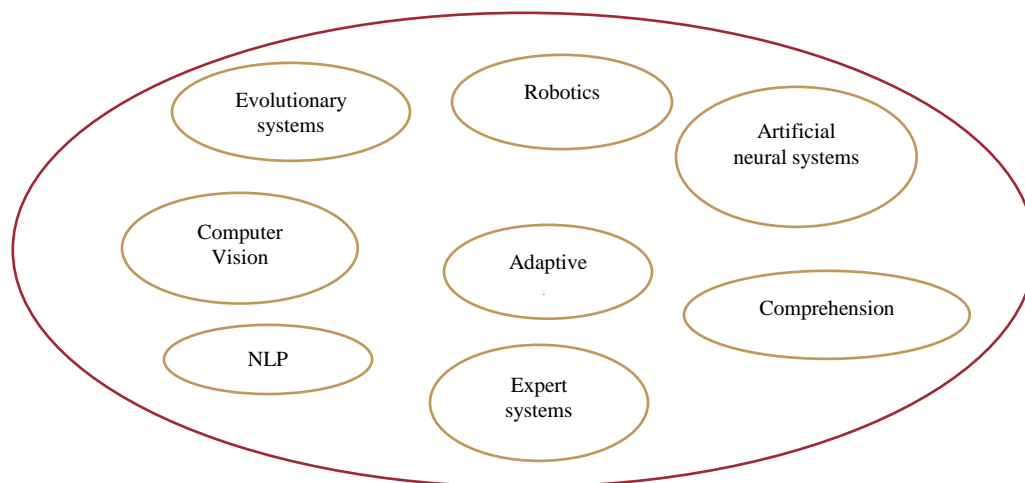 Evolutionary
systems
Robotics
Artificial
neural systems
Computer
Vision
Adaptive
Comprehension
NLP
Expert
systems